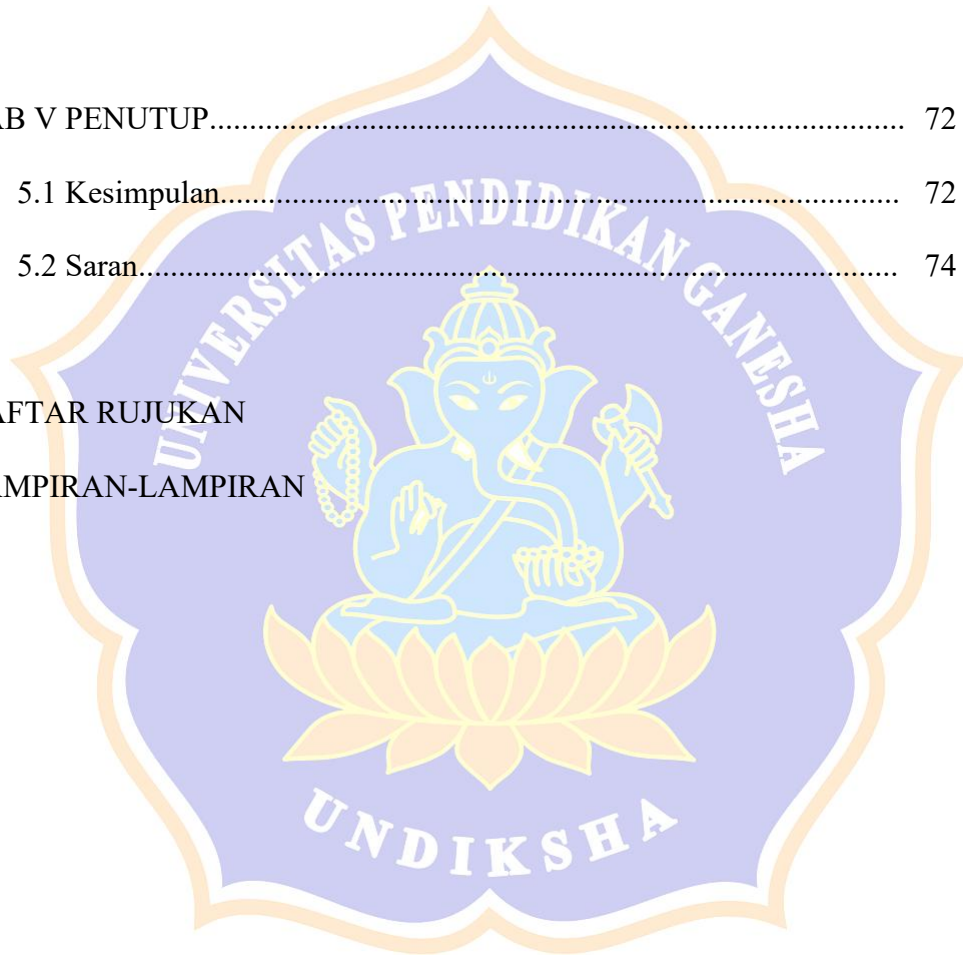 AB V PENUTUP.......................................................................... 72
5.1 Kesimpulan........................................................................ 72
5.2 Saran................................................................................. 74
AFTAR RUJUKAN
AMPIRAN-LAMPIRAN
UNIVERSITAS PENDIDIKAN GANESHA
UNDIKSHA